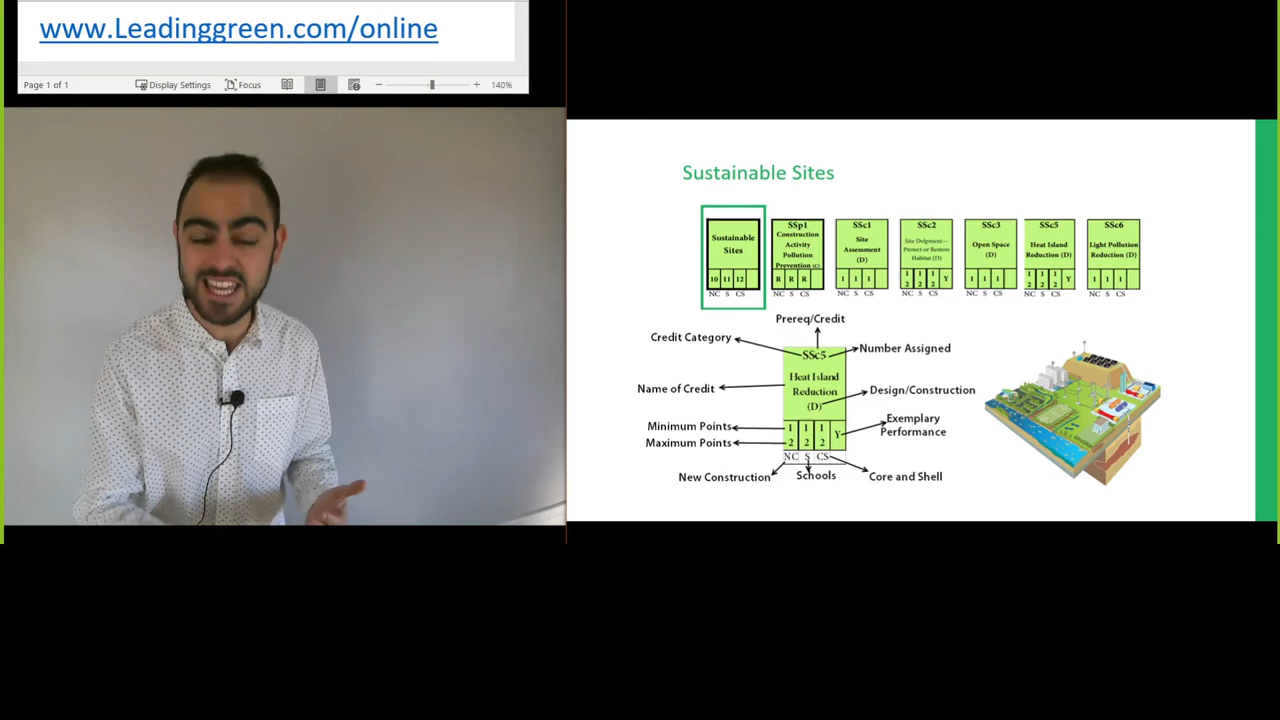 www.Leadinggreen.com/online
Page 1 of 1
Display Settings
Focus
140%
Sustainable Sites
Sustainable
Sites
10 11 12
NC S CS
SSp1
Construction
Activity
Pollution
Prevention (C)
R R R
NC S CS
SSc1
Site
Assessment
(D)
1 1 1
NC S CS
SSc2
Site Dvlpment—
Protect or Restore
Habitat (D)
1 1 1 Y
2 2 2
NC S CS
SSc3
Open Space
(D)
1 1 1
NC S CS
SSc5
Heat Island
Reduction (D)
1 1 1 Y
2 2 2
NC S CS
SSc6
Light Pollution
Reduction (D)
1 1 1
NC S CS
Prereq/Credit
Credit Category
SSc5
Number Assigned
Name of Credit
Heat Island
Reduction
(D)
Design/Construction
Minimum Points
1 1 1
Y
Exemplary
Performance
Maximum Points
2 2 2
NC S CS
New Construction
Schools
Core and Shell